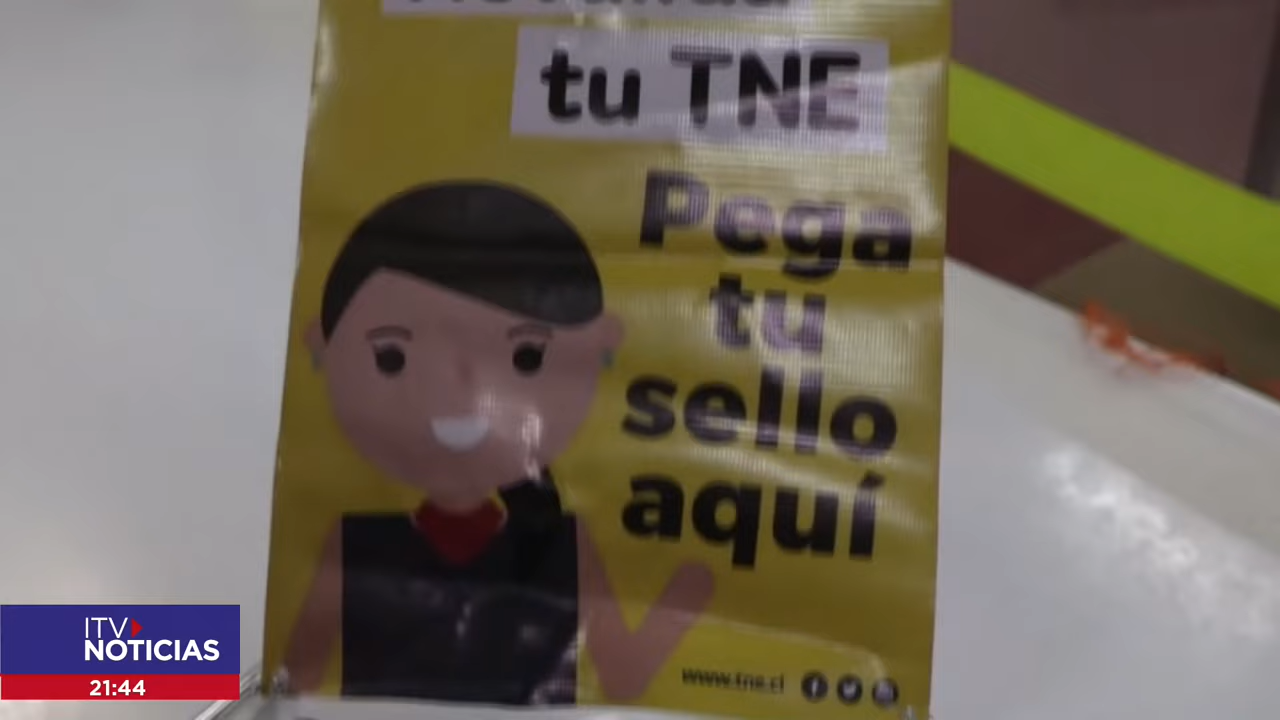 tu TNE
Pega
tu
sello
aquí
www.tne.cl
ITV
NOTICIAS
21:44